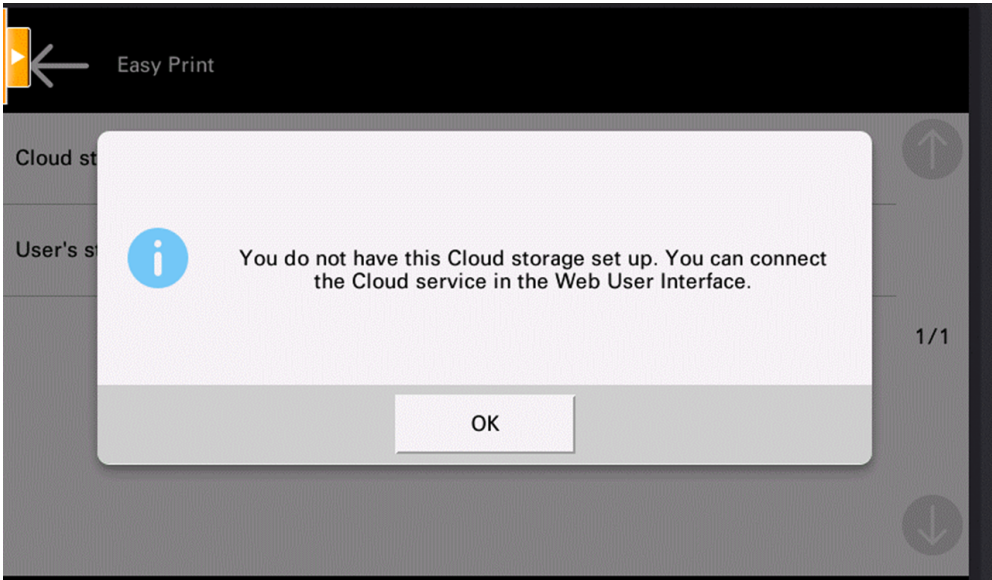 Easy Print
Cloud st
User's st
You do not have this Cloud storage set up. You can connect
the Cloud service in the Web User Interface.
1/1
OK